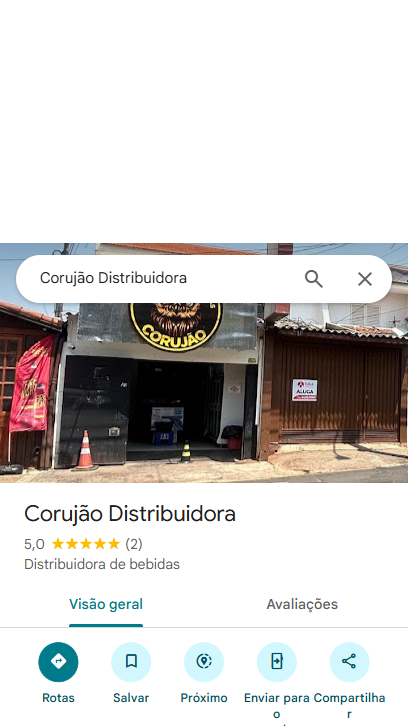 Corujão Distribuidora
CORUJÃO
ALUGA
Corujão Distribuidora
5,0 ★★★★★ (2)
Distribuidora de bebidas
Visão geral Avaliações
Rotas Salvar Próximo Enviar para o Compartilhar